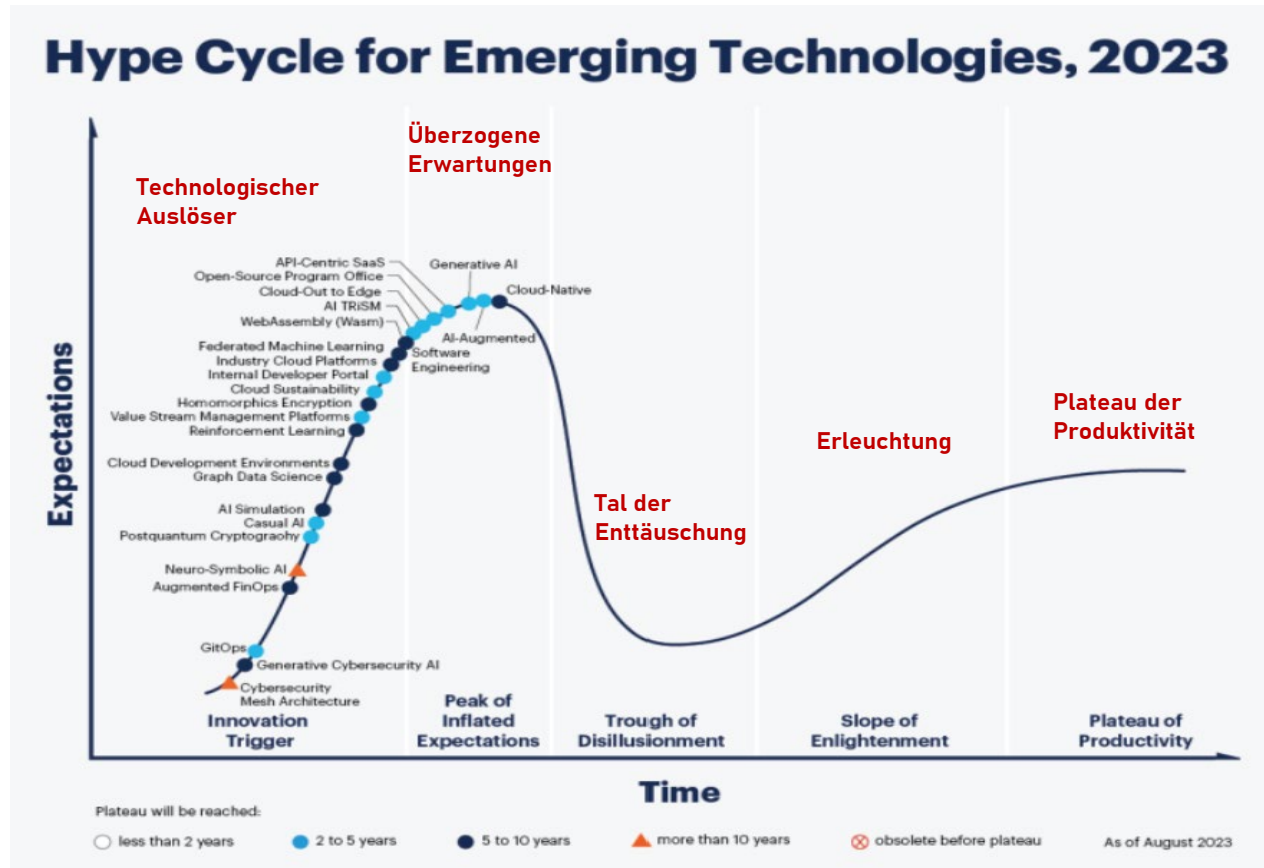 Hype Cycle for Emerging Technologies, 2023
Überzogene
Erwartungen
Technologischer
Auslöser
API-Centric SaaS
Open-Source Program Office
Cloud-Out to Edge
AI TRiSM
WebAssembly (Wasm)
Federated Machine Learning
Industry Cloud Platforms
Internal Developer Portal
Cloud Sustainability
Homomorphics Encryption
Value Stream Management Platforms
Reinforcement Learning
Cloud Development Environments
Graph Data Science
AI Simulation
Casual AI
Postquantum Cryptograohy
Neuro-Symbolic AI
Augmented FinOps
GitOps
Generative Cybersecurity AI
Cybersecurity
Mesh Architecture
Generative AI
Cloud-Native
AI-Augmented
Software
Engineering
Tal der
Enttäuschung
Erleuchtung
Plateau der
Produktivität
Expectations
Innovation
Trigger
Peak of
Inflated
Expectations
Trough of
Disillusionment
Slope of
Enlightenment
Plateau of
Productivity
Time
Plateau will be reached:
less than 2 years
2 to 5 years
5 to 10 years
more than 10 years
obsolete before plateau
As of August 2023